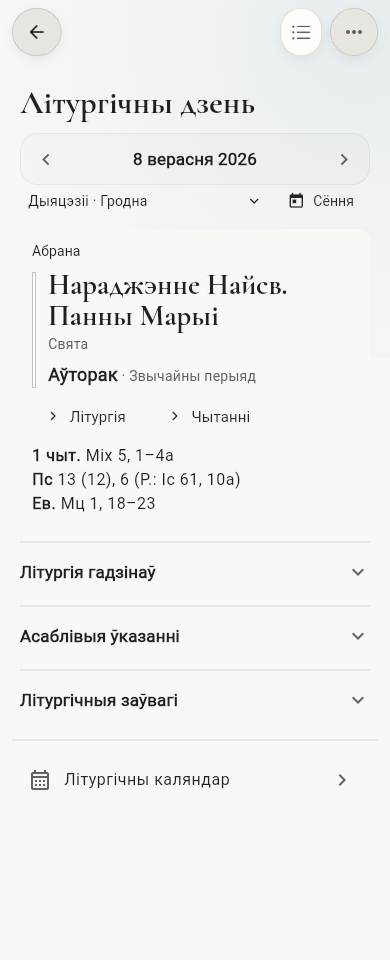 Літургічны дзень
8 верасня 2026
Дыяцэзіі · Гродна
Сёння
Абрана
Нараджэнне Найсв.
Панны Марыі
Свята
Аўторак · Звычайны перыяд
Літургія
Чытанні
1 чыт. Міх 5, 1–4а
Пс 13 (12), 6 (Р.: Іс 61, 10а)
Ев. Мц 1, 18–23
Літургія гадзінаў
Асаблівыя ўказанні
Літургічныя заўвагі
Літургічны каляндар